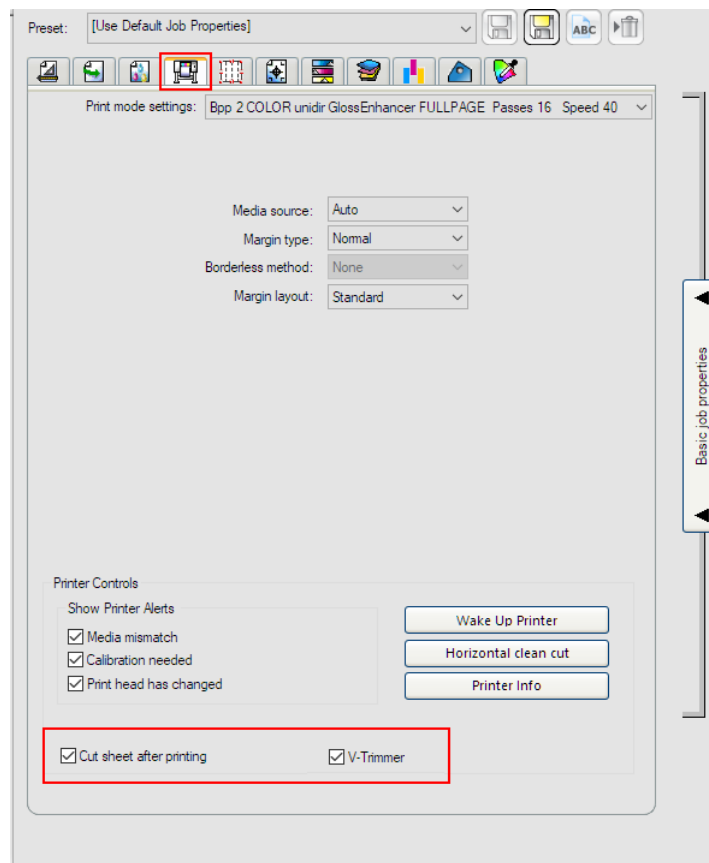 Preset: [Use Default Job Properties]
ABC
Print mode settings: Bpp 2 COLOR unidir GlossEnhancer FULLPAGE Passes 16 Speed 40
Media source: Auto
Margin type: Normal
Borderless method: None
Margin layout: Standard
Basic job properties
Printer Controls
Show Printer Alerts
Media mismatch
Calibration needed
Print head has changed
Wake Up Printer
Horizontal clean cut
Printer Info
Cut sheet after printing
V-Trimmer